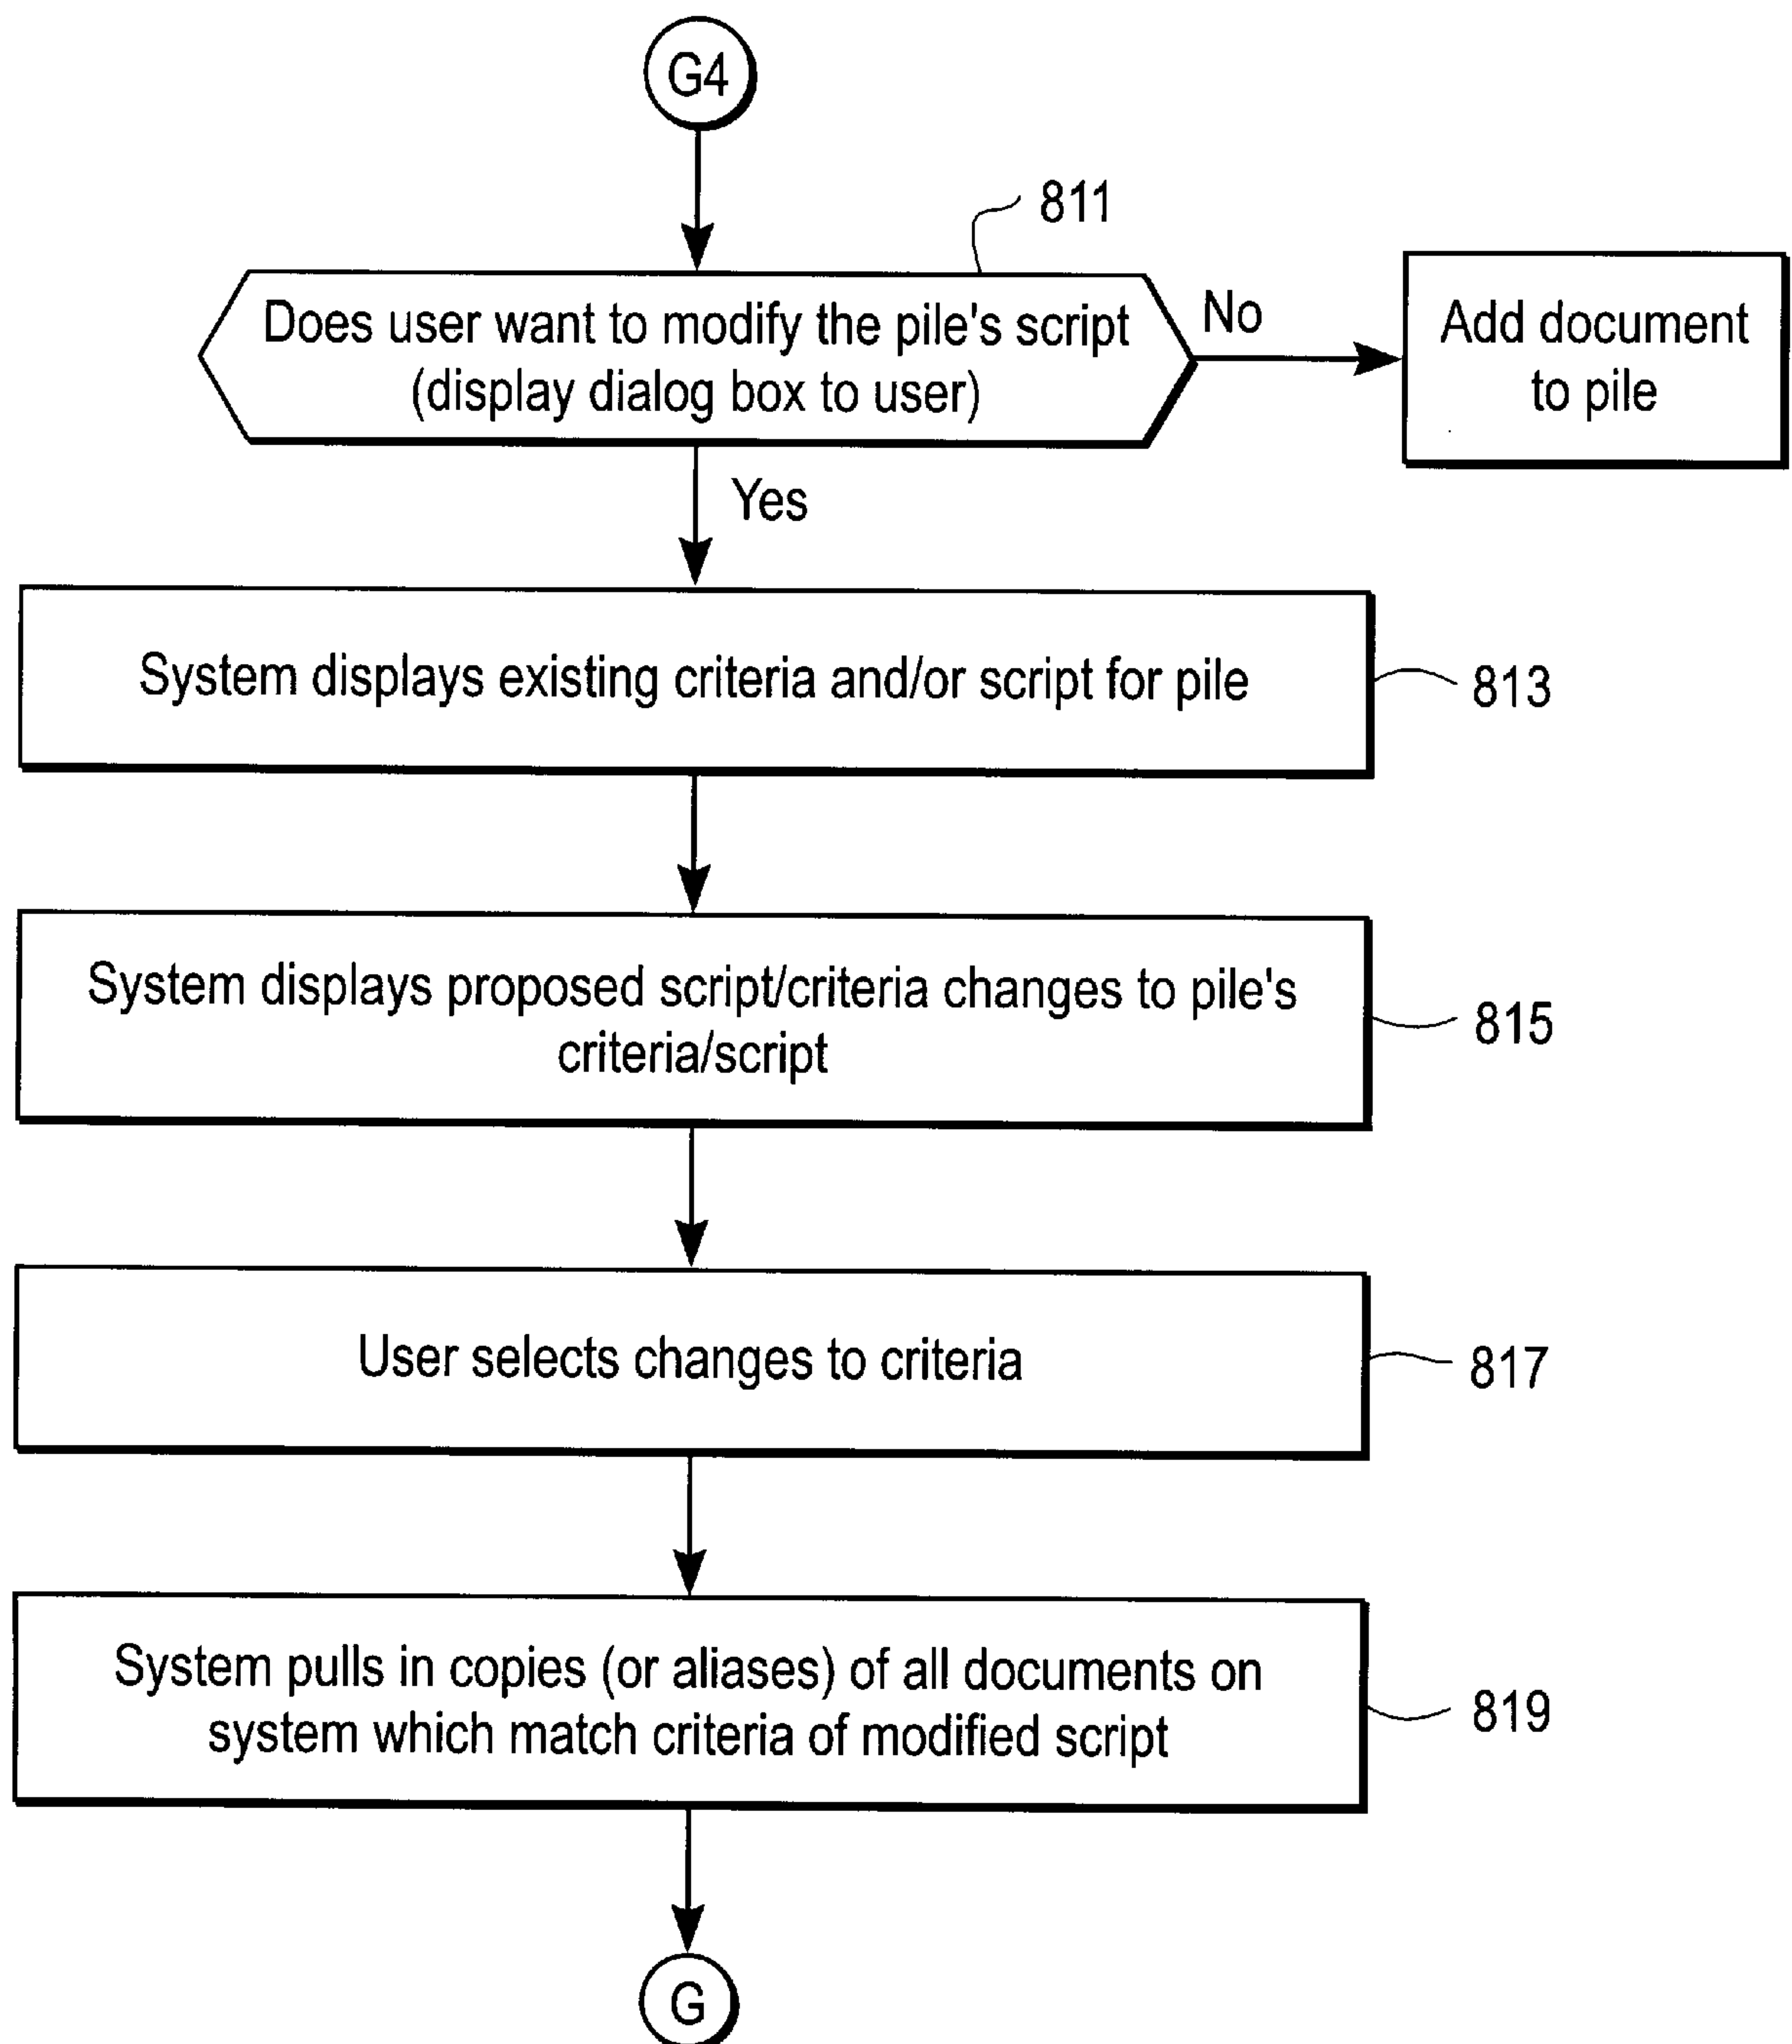 G4
811
Does user want to modify the pile's script
(display dialog box to user)
No
Add document
to pile
Yes
System displays existing criteria and/or script for pile
813
System displays proposed script/criteria changes to pile's
criteria/script
815
User selects changes to criteria
817
System pulls in copies (or aliases) of all documents on
system which match criteria of modified script
819
G